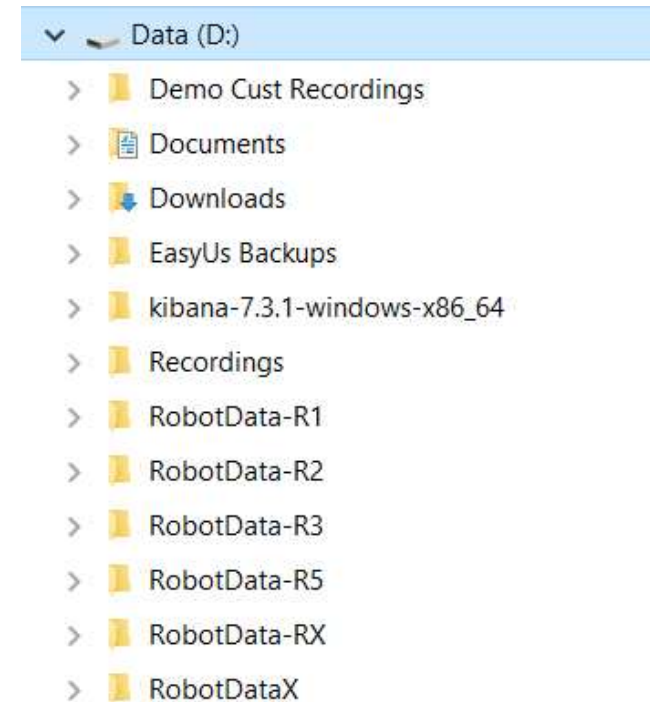 Data (D:)
Demo Cust Recordings
Documents
Downloads
EasyUs Backups
kibana-7.3.1-windows-x86_64
Recordings
RobotData-R1
RobotData-R2
RobotData-R3
RobotData-R5
RobotData-RX
RobotDataX